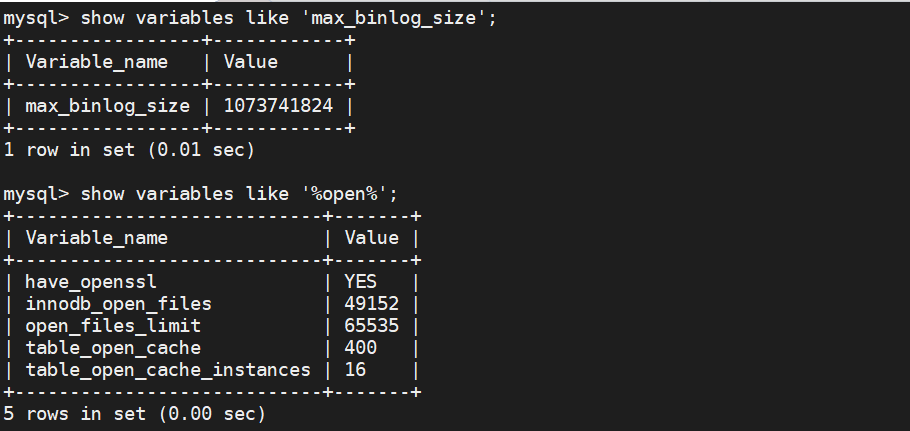 mysql> show variables like 'max_binlog_size';
+-----------------+------------+
| Variable_name   | Value      |
+-----------------+------------+
| max_binlog_size | 1073741824 |
+-----------------+------------+
1 row in set (0.01 sec)

mysql> show variables like '%open%';
+----------------------------+-------+
| Variable_name              | Value |
+----------------------------+-------+
| have_openssl               | YES   |
| innodb_open_files          | 49152 |
| open_files_limit           | 65535 |
| table_open_cache           | 400   |
| table_open_cache_instances | 16    |
+----------------------------+-------+
5 rows in set (0.00 sec)